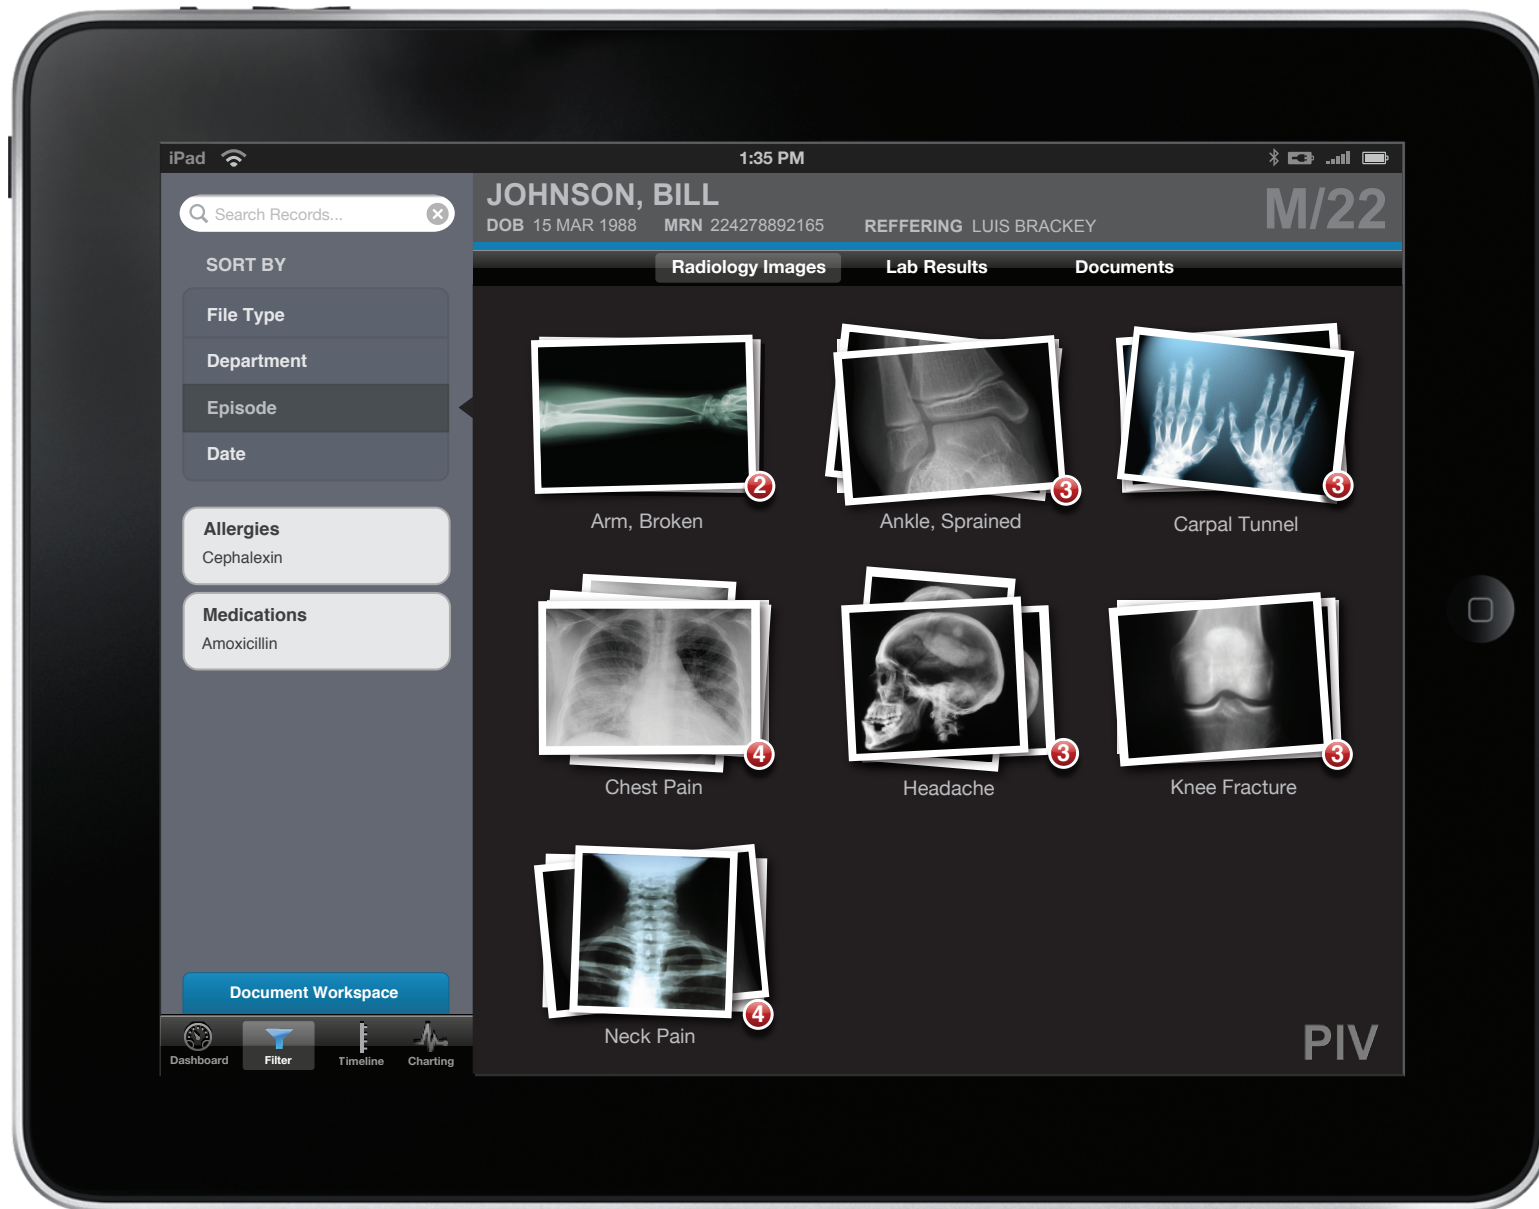 iPad 1:35 PM
Search Records...
SORT BY
File Type
Department
Episode
Date
Allergies
Cephalexin
Medications
Amoxicillin
Document Workspace
Dashboard Filter Timeline Charting
JOHNSON, BILL
DOB 15 MAR 1988 MRN 224278892165 REFFERING LUIS BRACKEY
M/22
Radiology Images Lab Results Documents
2 3 3
Arm, Broken Ankle, Sprained Carpal Tunnel
4 3 3
Chest Pain Headache Knee Fracture
4
Neck Pain
PIV